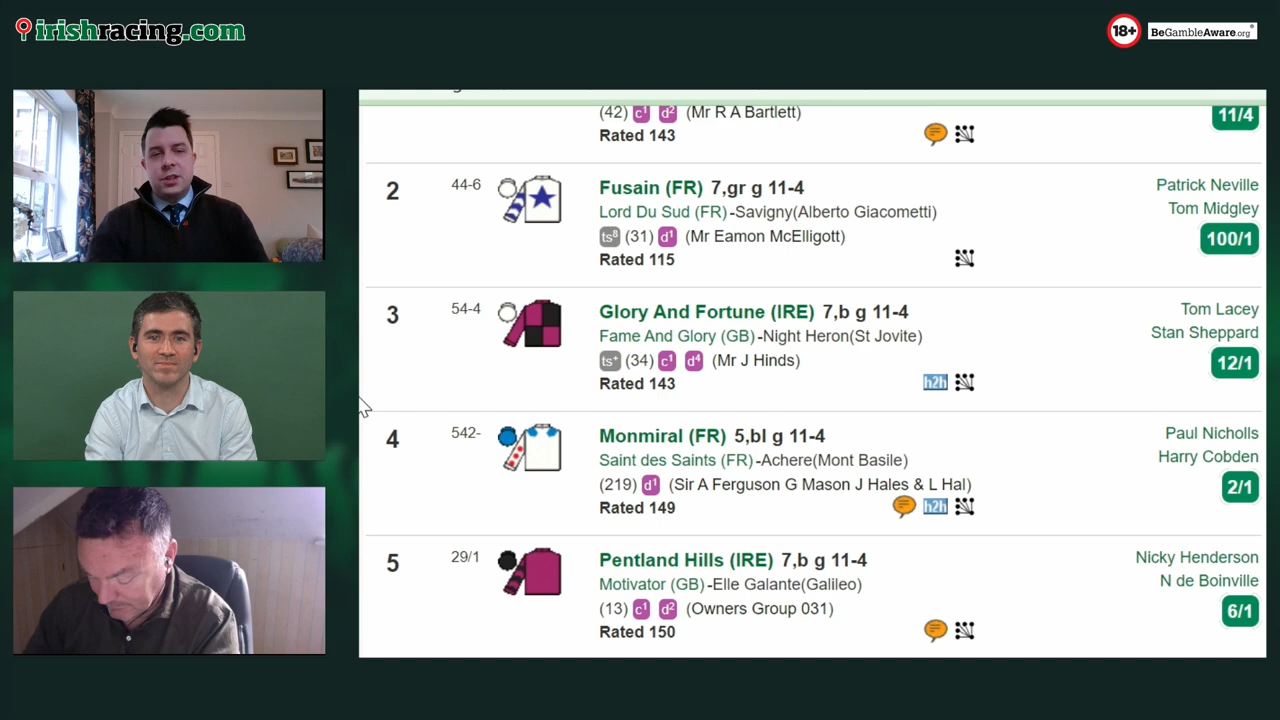 irishracing.com
18+
BeGambleAware.org®
(42) c1 d2 (Mr R A Bartlett)
11/4
Rated 143
2
44-6
Fusain (FR) 7,gr g 11-4
Patrick Neville
Lord Du Sud (FR)-Savigny(Alberto Giacometti)
Tom Midgley
ts8 (31) d1 (Mr Eamon McElligott)
100/1
Rated 115
3
54-4
Glory And Fortune (IRE) 7,b g 11-4
Tom Lacey
Fame And Glory (GB)-Night Heron(St Jovite)
Stan Sheppard
ts+ (34) c1 d4 (Mr J Hinds)
12/1
Rated 143
h2h
4
542-
Monmiral (FR) 5,bl g 11-4
Paul Nicholls
Saint des Saints (FR)-Achere(Mont Basile)
Harry Cobden
(219) d1 (Sir A Ferguson G Mason J Hales & L Hal)
2/1
Rated 149
h2h
5
29/1
Pentland Hills (IRE) 7,b g 11-4
Nicky Henderson
Motivator (GB)-Elle Galante(Galileo)
N de Boinville
(13) c1 d2 (Owners Group 031)
6/1
Rated 150